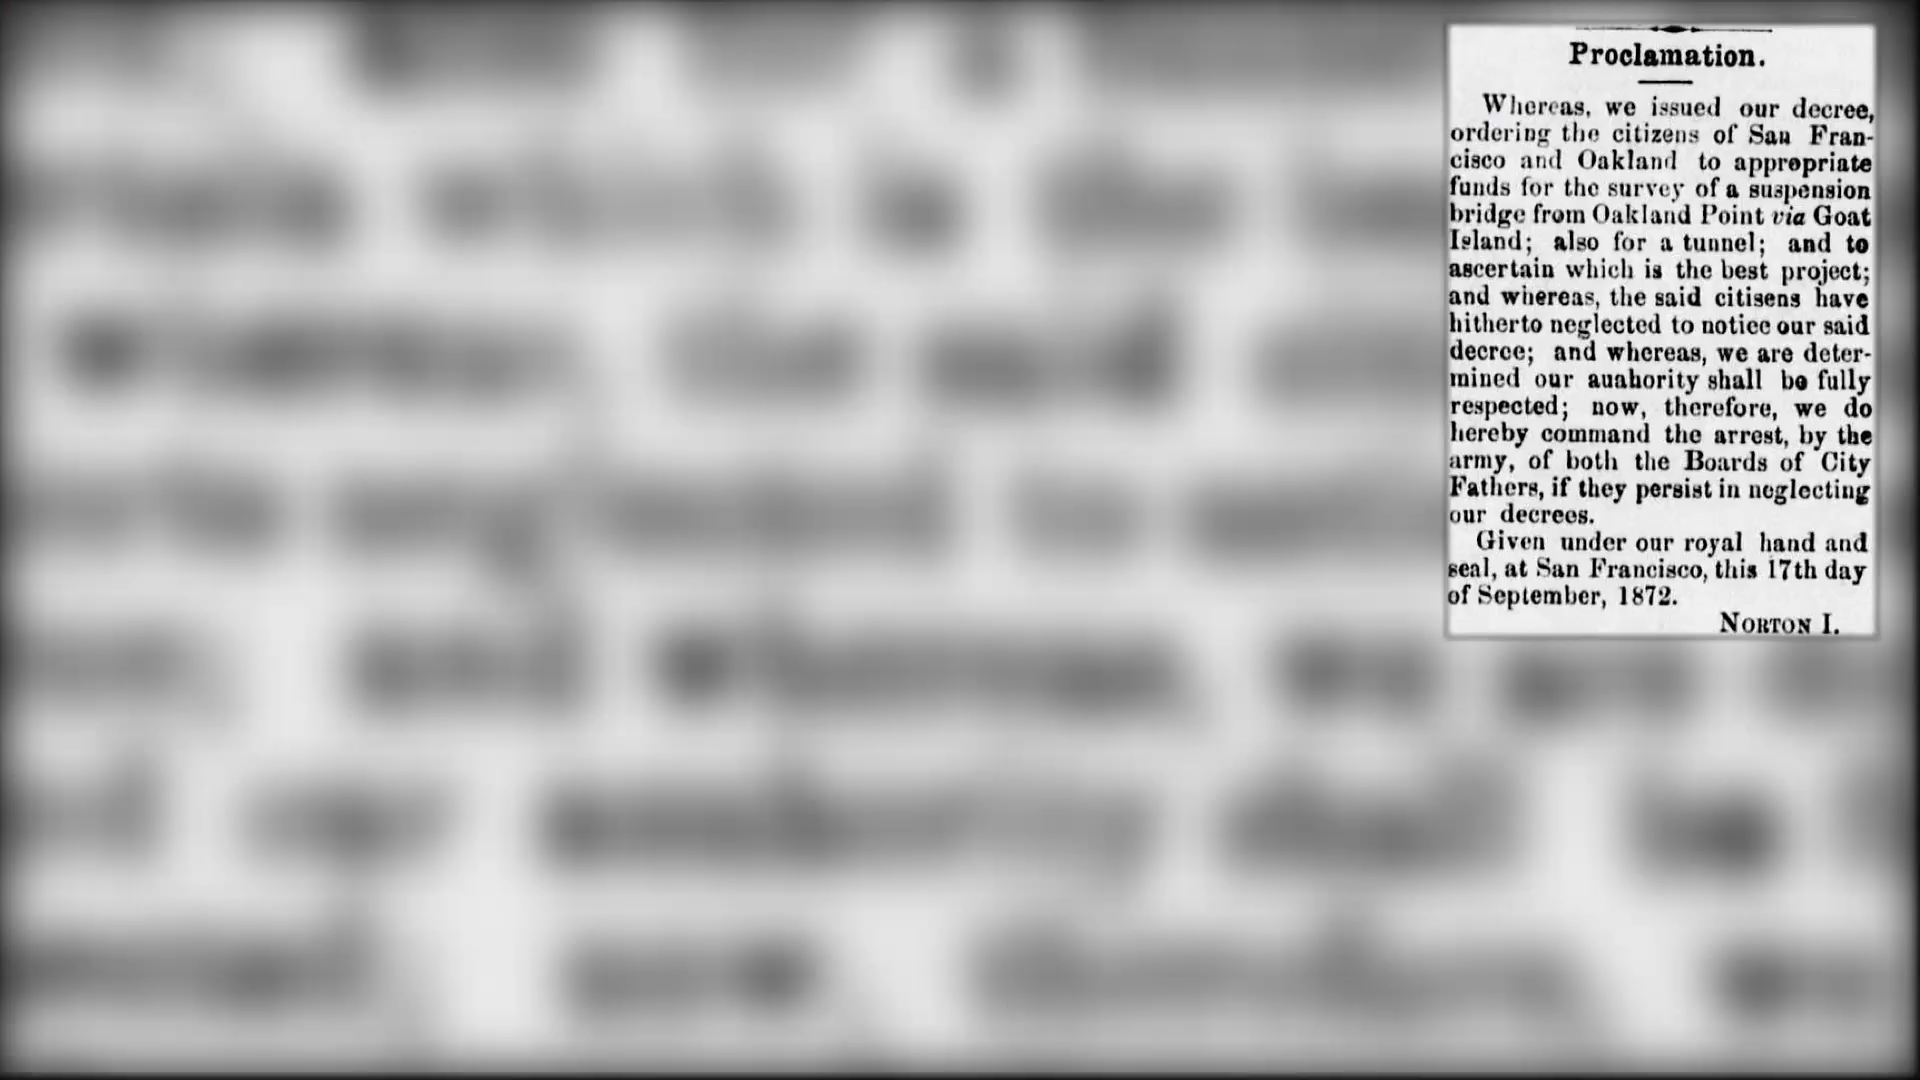 Proclamation.
Whereas, we issued our decree,
ordering the citizens of San Fran-
cisco and Oakland to appropriate
funds for the survey of a suspension
bridge from Oakland Point via Goat
Island; also for a tunnel; and to
ascertain which is the best project;
and whereas, the said citisens have
hitherto neglected to notice our said
decree; and whereas, we are deter-
mined our auahority shall be fully
respected; now, therefore, we do
hereby command the arrest, by the
army, of both the Boards of City
Fathers, if they persist in neglecting
our decrees.
Given under our royal hand and
seal, at San Francisco, this 17th day
of September, 1872.
NORTON I.